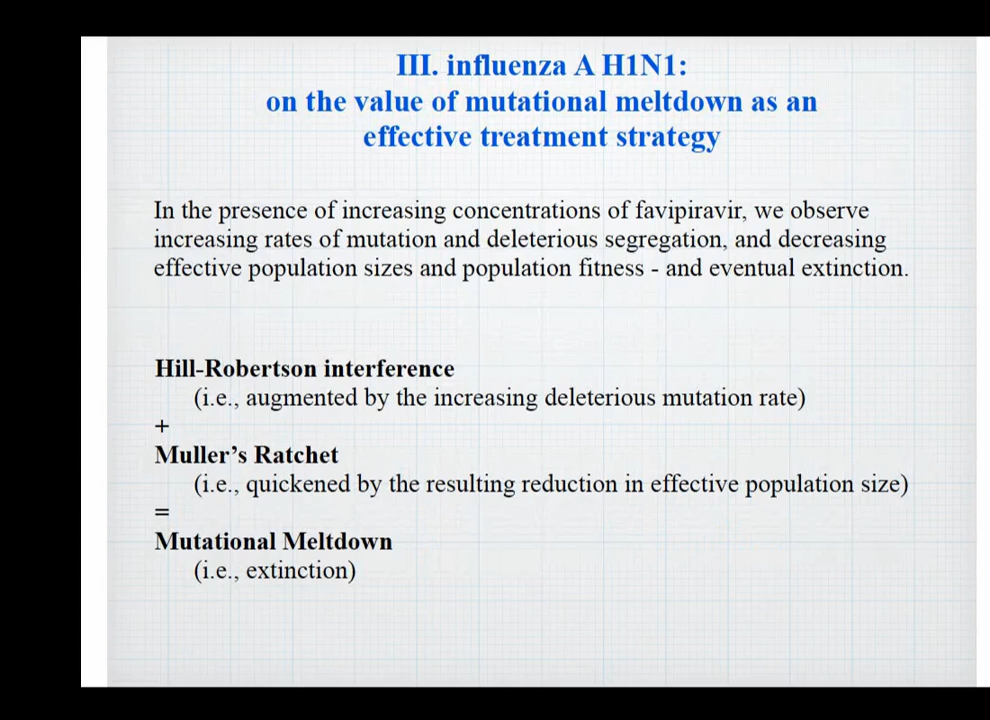 III. influenza A H1N1:
on the value of mutational meltdown as an
effective treatment strategy
In the presence of increasing concentrations of favipiravir, we observe
increasing rates of mutation and deleterious segregation, and decreasing
effective population sizes and population fitness - and eventual extinction.
Hill-Robertson interference
(i.e., augmented by the increasing deleterious mutation rate)
+
Muller’s Ratchet
(i.e., quickened by the resulting reduction in effective population size)
=
Mutational Meltdown
(i.e., extinction)